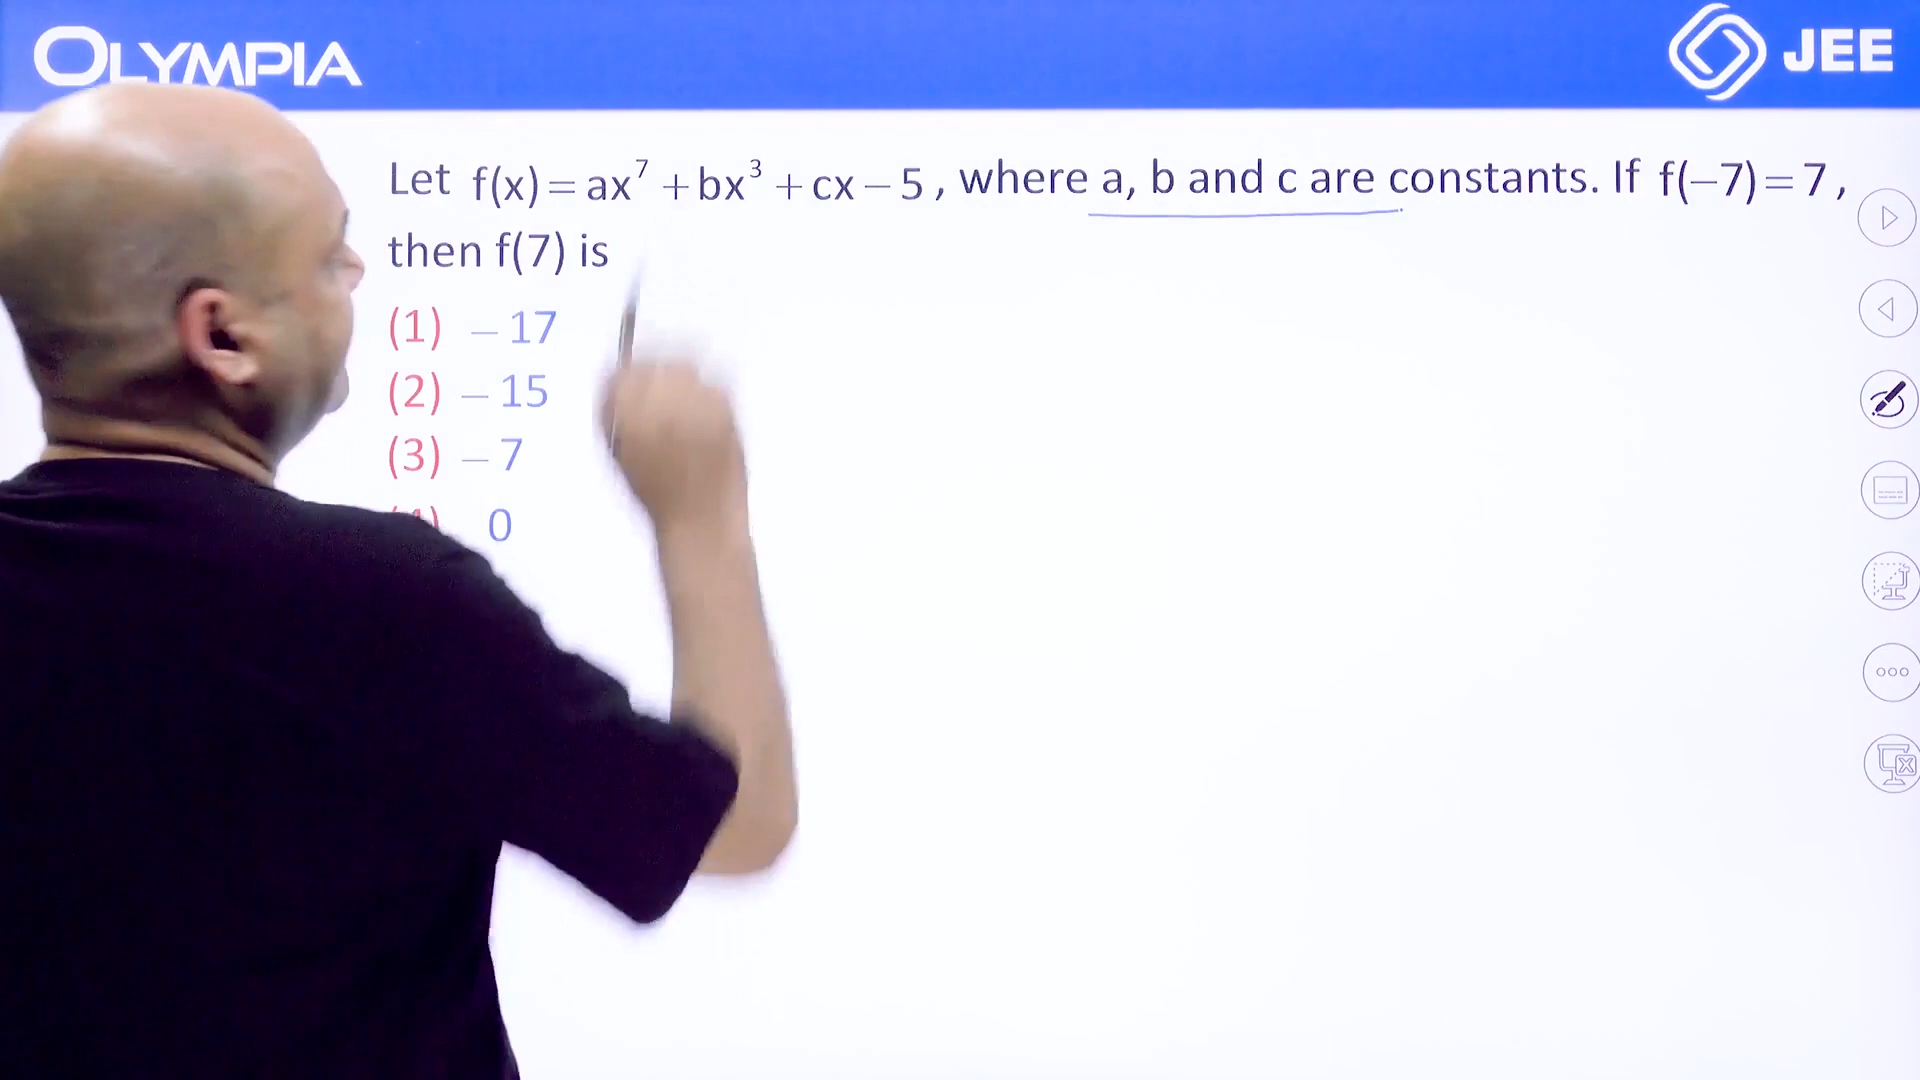 OLYMPIA
JEE
Let f(x)=ax⁷+bx³+cx−5, where a, b and c are constants. If f(−7)=7,
then f(7) is
(1) −17
(2) −15
(3) −7
0